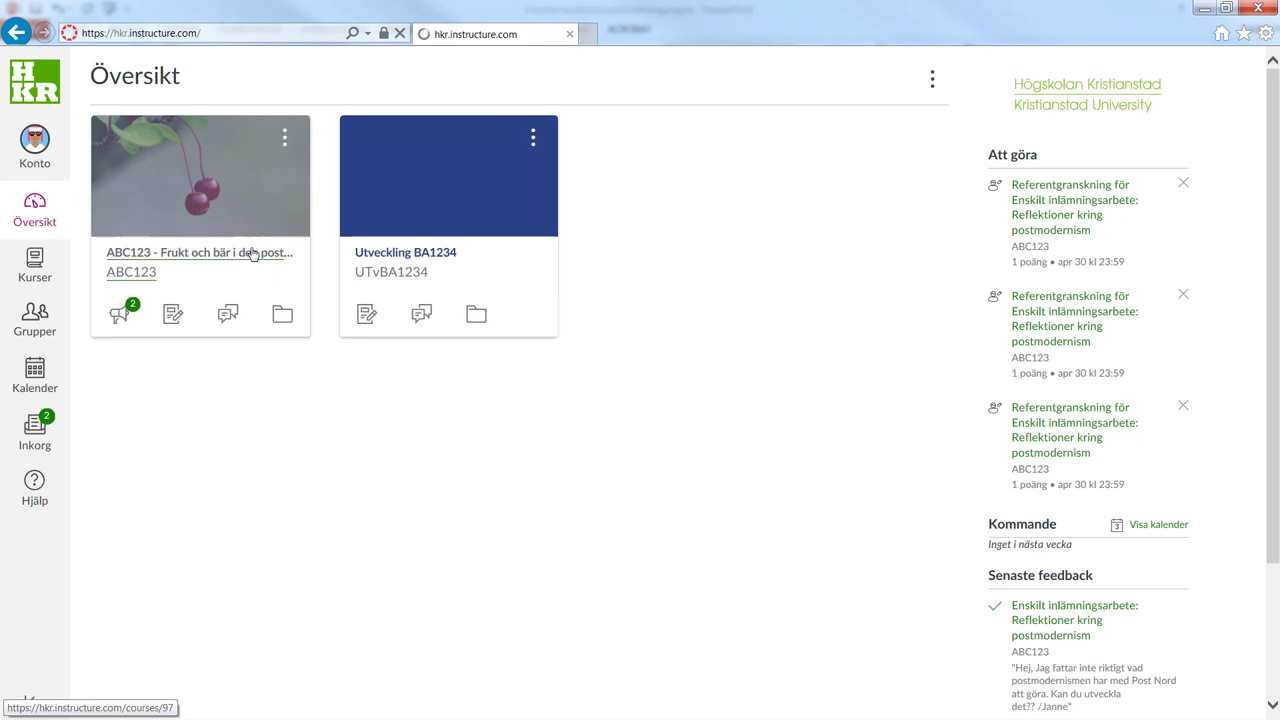 https://hkr.instructure.com/
hkr.instructure.com
H
KR
Konto
Översikt
Kurser
Grupper
Kalender
2
Inkorg
Hjälp
Översikt
ABC123 - Frukt och bär i de post...
ABC123
2
Utveckling BA1234
UTvBA1234
Högskolan Kristianstad
Kristianstad University
Att göra
Referentgranskning för
Enskilt inlämningsarbete:
Reflektioner kring
postmodernism
ABC123
1 poäng • apr 30 kl 23:59
Referentgranskning för
Enskilt inlämningsarbete:
Reflektioner kring
postmodernism
ABC123
1 poäng • apr 30 kl 23:59
Referentgranskning för
Enskilt inlämningsarbete:
Reflektioner kring
postmodernism
ABC123
1 poäng • apr 30 kl 23:59
Kommande
3 Visa kalender
Inget i nästa vecka
Senaste feedback
Enskilt inlämningsarbete:
Reflektioner kring
postmodernism
ABC123
"Hej, Jag fattar inte riktigt vad
postmodernismen har med Post Nord
att göra. Kan du utveckla
det?? /Janne"
https://hkr.instructure.com/courses/97